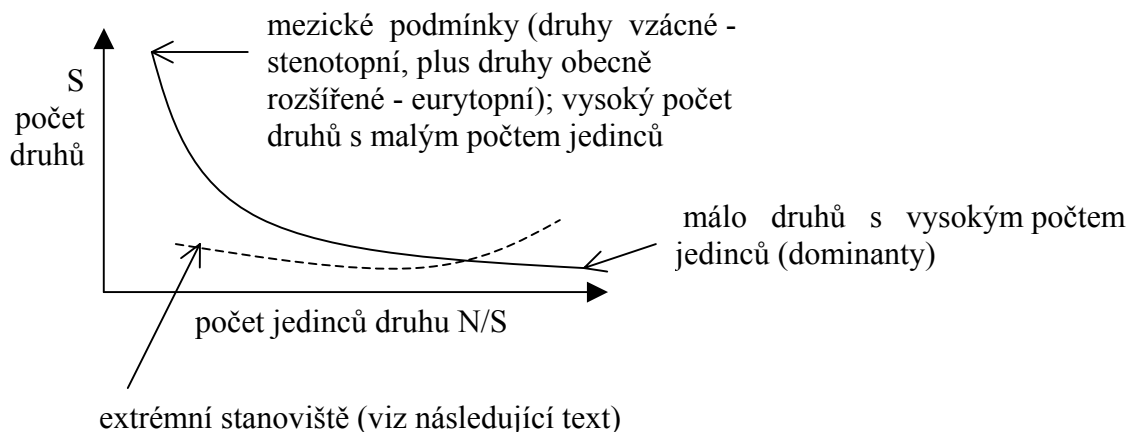 mezické podmínky (druhy vzácné -
stenotopní, plus druhy obecně
rozšířené - eurytopní); vysoký počet
druhů s malým počtem jedinců
S
počet
druhů
málo druhů s vysokým počtem
jedinců (dominanty)
počet jedinců druhu N/S
extrémní stanoviště (viz následující text)